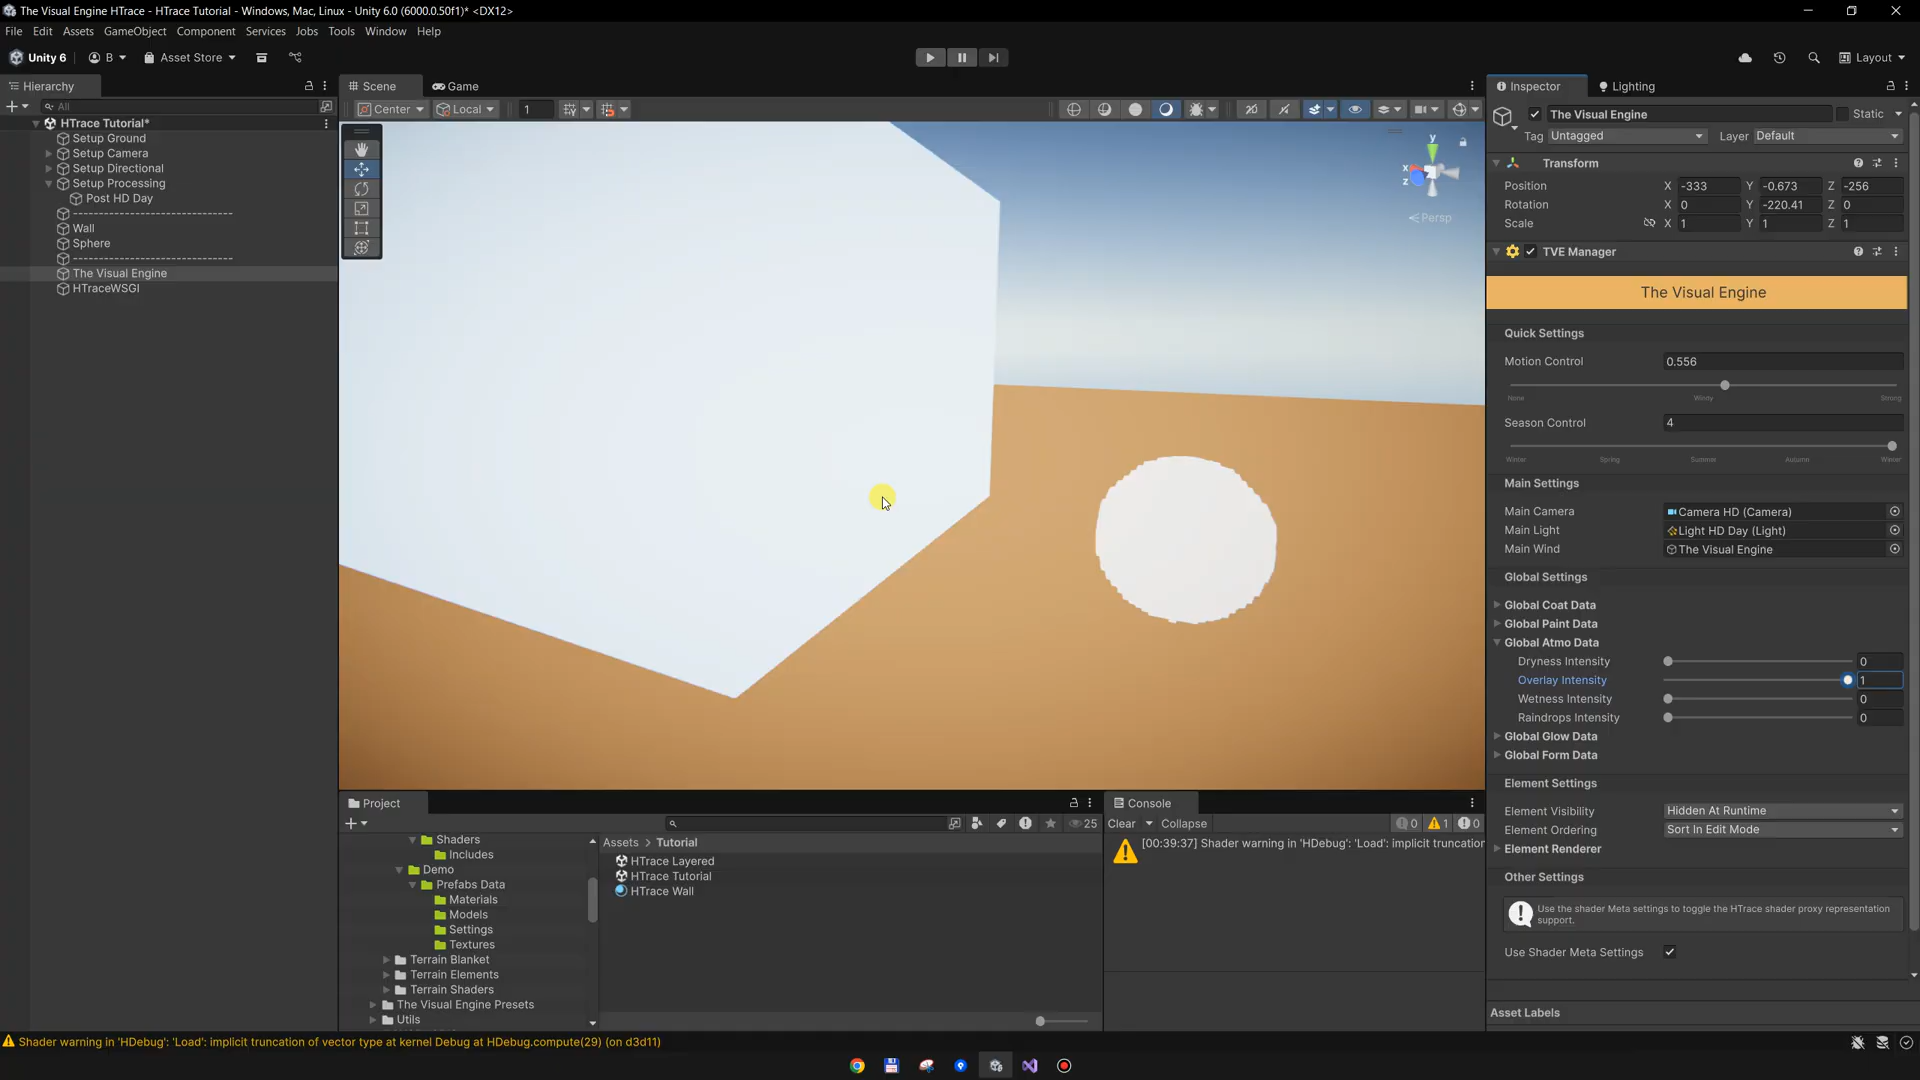 The Visual Engine HTrace - HTrace Tutorial - Windows, Mac, Linux - Unity 6.0 (6000.0.50f1)* <DX12>
File Edit Assets GameObject Component Services Jobs Tools Window Help
Unity 6 B Asset Store Layout
Hierarchy
All
HTrace Tutorial*
Setup Ground
Setup Camera
Setup Directional
Setup Processing
Post HD Day
------------------------------
Wall
Sphere
------------------------------
The Visual Engine
HTraceWSGI
Scene Game
Center Local 1
y
x
z
Persp
Project
25
Shaders
Includes
Demo
Prefabs Data
Materials
Models
Settings
Textures
Terrain Blanket
Terrain Elements
Terrain Shaders
The Visual Engine Presets
Utils
Assets > Tutorial
HTrace Layered
HTrace Tutorial
HTrace Wall
Console
Clear Collapse 0 1 0
[00:39:37] Shader warning in 'HDebug': 'Load': implicit truncation
Inspector Lighting
The Visual Engine Static
Tag Untagged Layer Default
Transform
Position X -333 Y -0.673 Z -256
Rotation X 0 Y -220.41 Z 0
Scale X 1 Y 1 Z 1
TVE Manager
The Visual Engine
Quick Settings
Motion Control 0.556
None Windy Strong
Season Control 4
Winter Spring Summer Autumn Winter
Main Settings
Main Camera Camera HD (Camera)
Main Light Light HD Day (Light)
Main Wind The Visual Engine
Global Settings
Global Coat Data
Global Paint Data
Global Atmo Data
Dryness Intensity 0
Overlay Intensity 1
Wetness Intensity 0
Raindrops Intensity 0
Global Glow Data
Global Form Data
Element Settings
Element Visibility Hidden At Runtime
Element Ordering Sort In Edit Mode
Element Renderer
Other Settings
Use the shader Meta settings to toggle the HTrace shader proxy representation
support.
Use Shader Meta Settings
Asset Labels
Shader warning in 'HDebug': 'Load': implicit truncation of vector type at kernel Debug at HDebug.compute(29) (on d3d11)